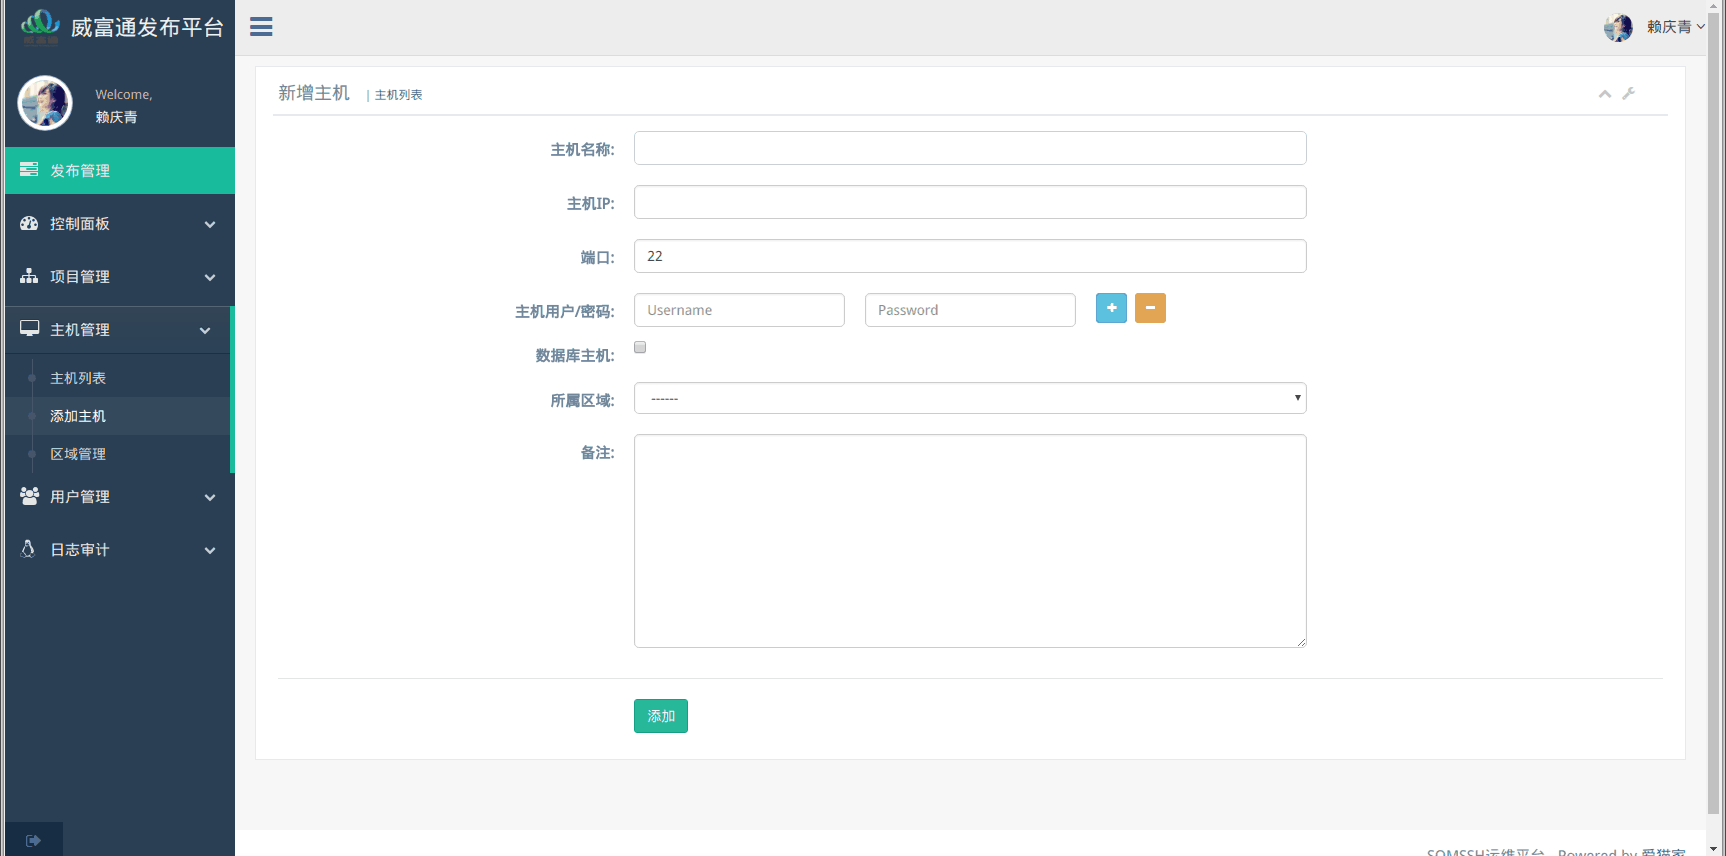 威富通发布平台
赖庆青
Welcome,
赖庆青
发布管理
控制面板
项目管理
主机管理
主机列表
添加主机
区域管理
用户管理
日志审计
新增主机 | 主机列表
主机名称:
主机IP:
端口: 22
主机用户/密码: Username Password
数据库主机:
所属区域: ------
备注:
添加
SOMSSH运维平台 Powered by 爱猫家